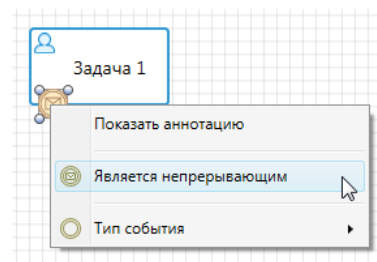 Задача 1
Показать аннотацию
Является непрерывающим
Тип события